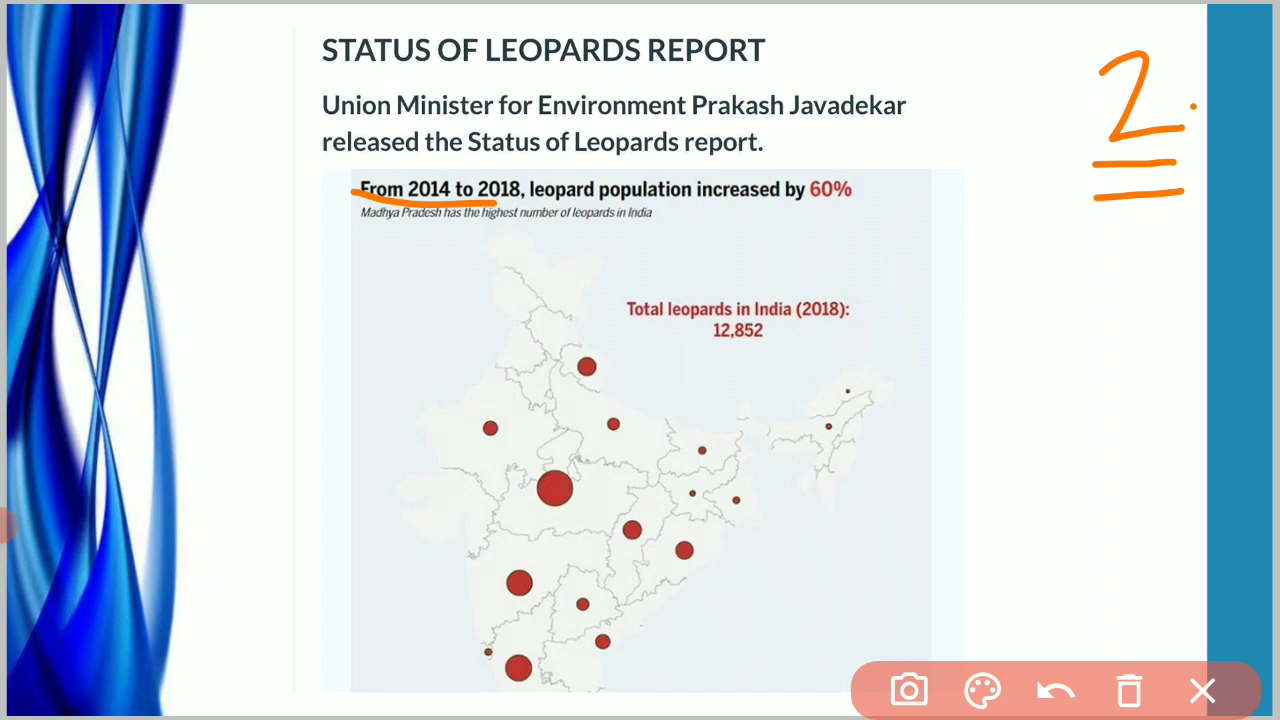 STATUS OF LEOPARDS REPORT
2.
Union Minister for Environment Prakash Javadekar
released the Status of Leopards report.
From 2014 to 2018, leopard population increased by 60%
Madhya Pradesh has the highest number of leopards in India
Total leopards in India (2018):
12,852